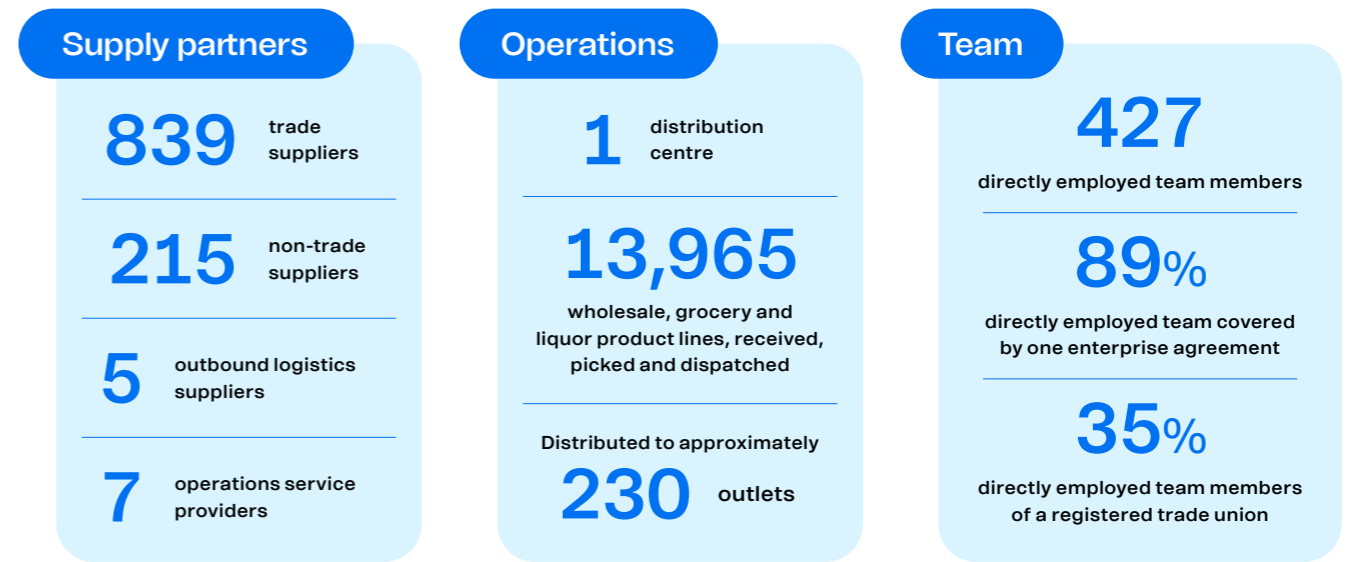 Supply partners
839
trade
suppliers
215
non-trade
suppliers
5
outbound logistics
suppliers
7
operations service
providers
Operations
1
distribution
centre
13,965
wholesale, grocery and
liquor product lines, received,
picked and dispatched
Distributed to approximately
230 outlets
Team
427
directly employed team members
89%
directly employed team covered
by one enterprise agreement
35%
directly employed team members
of a registered trade union